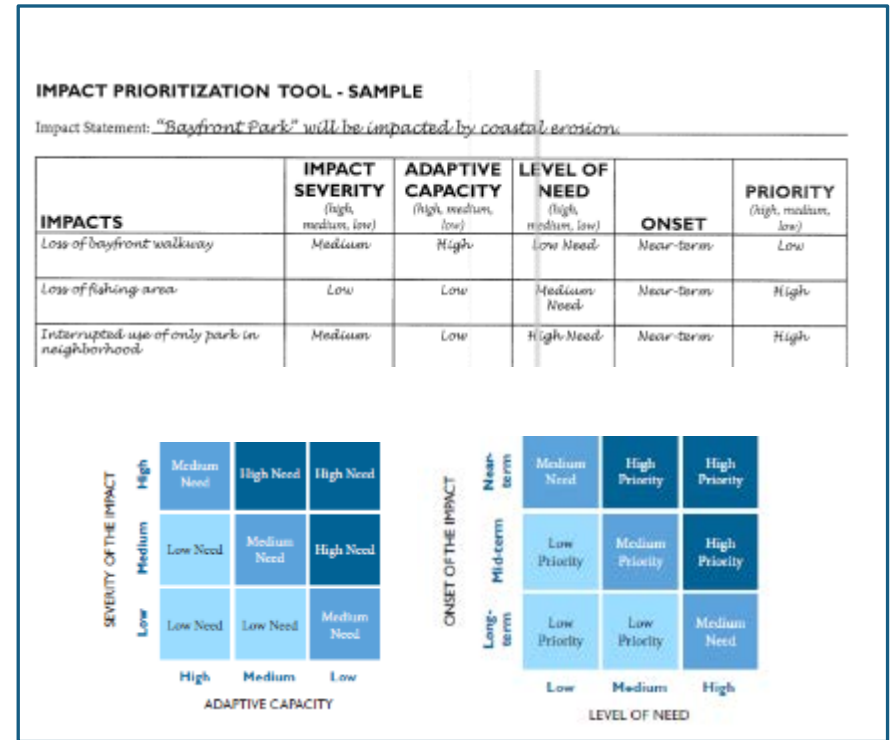 IMPACT PRIORITIZATION TOOL - SAMPLE
Impact Statement: "Bayfront Park" will be impacted by coastal erosion.
IMPACTS
IMPACT SEVERITY (high, medium, low)
ADAPTIVE CAPACITY (high, medium, low)
LEVEL OF NEED (high, medium, low)
ONSET
PRIORITY (high, medium, low)
Loss of bayfront walkway Medium High Low Need Near-term Low
Loss of fishing area Low Low Medium Need Near-term High
Interrupted use of only park in neighborhood Medium Low High Need Near-term High
SEVERITY OF THE IMPACT
High Medium Need High Need High Need
Medium Low Need Medium Need High Need
Low Low Need Low Need Medium Need
High Medium Low
ADAPTIVE CAPACITY
ONSET OF THE IMPACT
Near-term Medium Need High Priority High Priority
Mid-term Low Priority Medium Priority High Priority
Long-term Low Priority Low Priority Medium Need
Low Medium High
LEVEL OF NEED